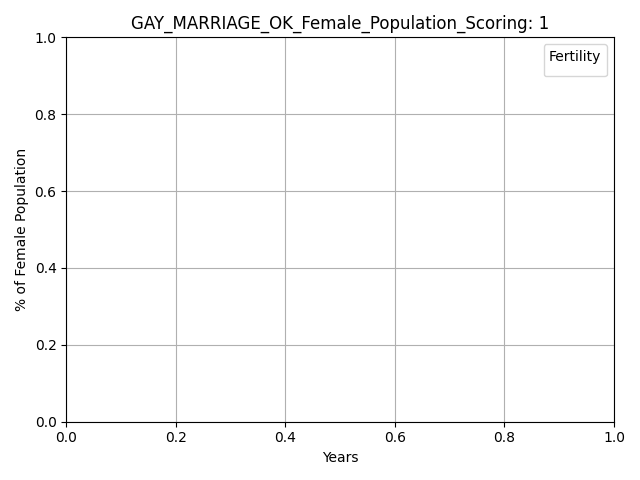 GAY_MARRIAGE_OK_Female_Population_Scoring: 1
Fertility
% of Female Population
1.0
0.8
0.6
0.4
0.2
0.0
0.0 0.2 0.4 0.6 0.8 1.0
Years